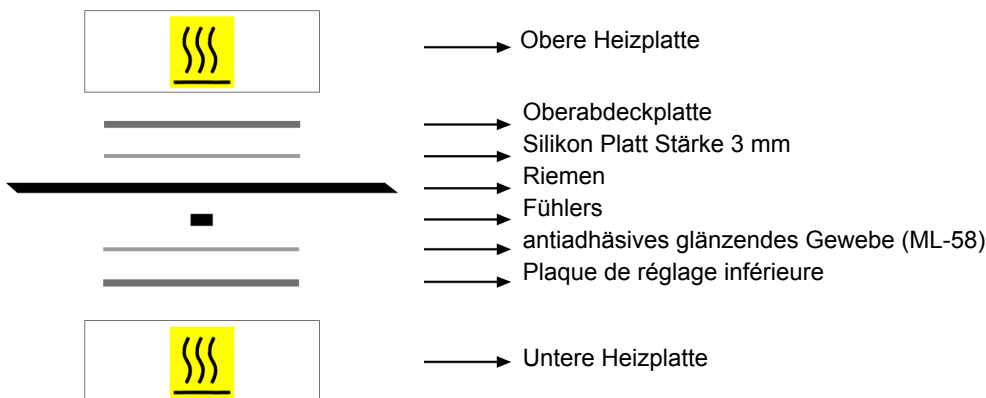 Obere Heizplatte
Oberabdeckplatte
Silikon Platt Stärke 3 mm
Riemen
Fühlers
antiadhäsives glänzendes Gewebe (ML-58)
Plaque de réglage inférieure
Untere Heizplatte